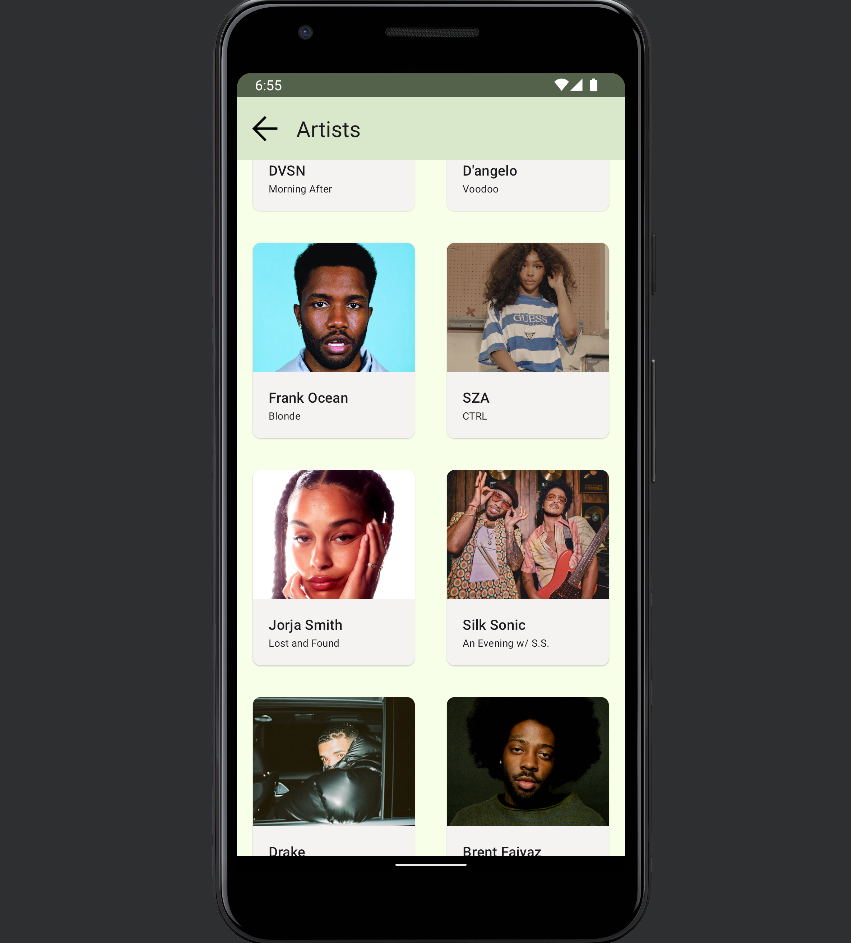 6:55
Artists
DVSN
D'angelo
Morning After
Voodoo
GUESS
Frank Ocean
SZA
Blonde
CTRL
Jorja Smith
Silk Sonic
Lost and Found
An Evening w/ S.S.
Drake
Brent Faiyaz